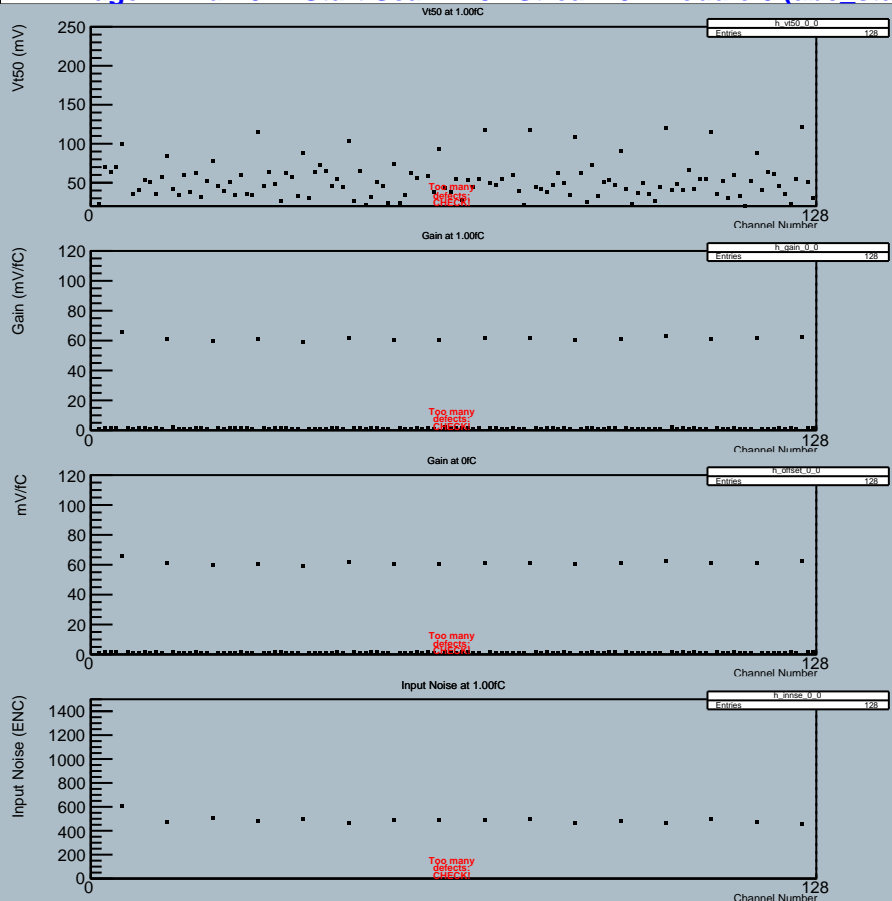 Vt50 at 1.00fC
h_vt50_0_0
Entries 128
Vt50 (mV)
250
200
150
100
50
Too many
defects:
CHECK!
0
128
Channel Number
Gain at 1.00fC
h_gain_0_0
Entries 128
Gain (mV/fC)
120
100
80
60
40
20
0
Too many
defects:
CHECK!
0
128
Channel Number
Gain at 0fC
h_offset_0_0
Entries 128
mV/fC
120
100
80
60
40
20
0
Too many
defects:
CHECK!
0
128
Channel Number
Input Noise at 1.00fC
h_innse_0_0
Entries 128
Input Noise (ENC)
1400
1200
1000
800
600
400
200
0
Too many
defects:
CHECK!
0
128
Channel Number